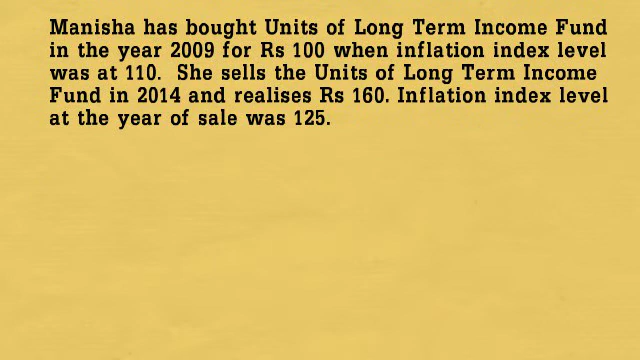 Manisha has bought Units of Long Term Income Fund
in the year 2009 for Rs 100 when inflation index level
was at 110.  She sells the Units of Long Term Income
Fund in 2014 and realises Rs 160. Inflation index level
at the year of sale was 125.